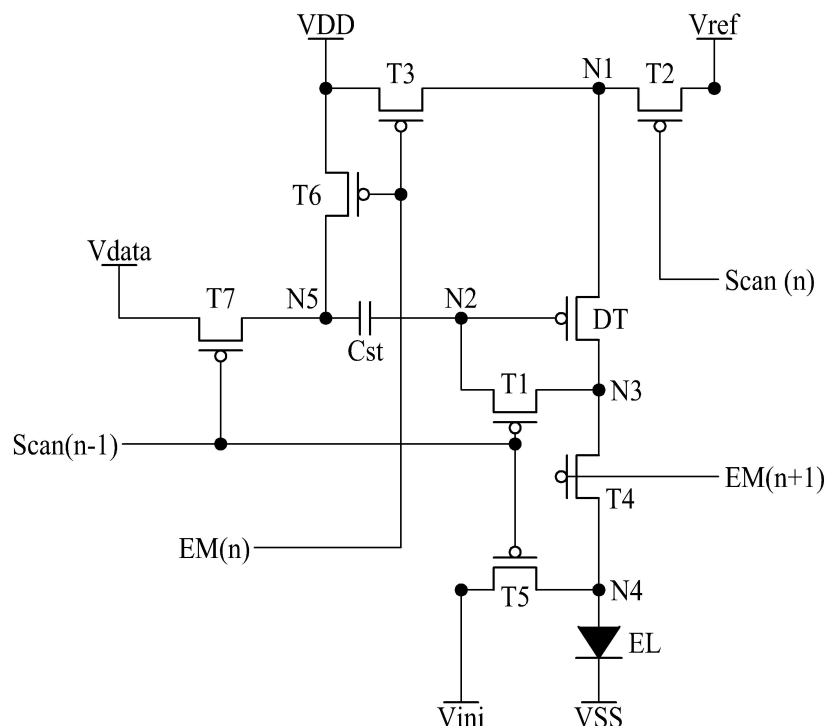 VDD
Vref
T3
N1
T2
T6
Vdata
T7
N5
N2
Scan (n)
DT
Cst
T1
N3
Scan(n-1)
EM(n+1)
T4
EM(n)
T5
N4
EL
Vini
VSS